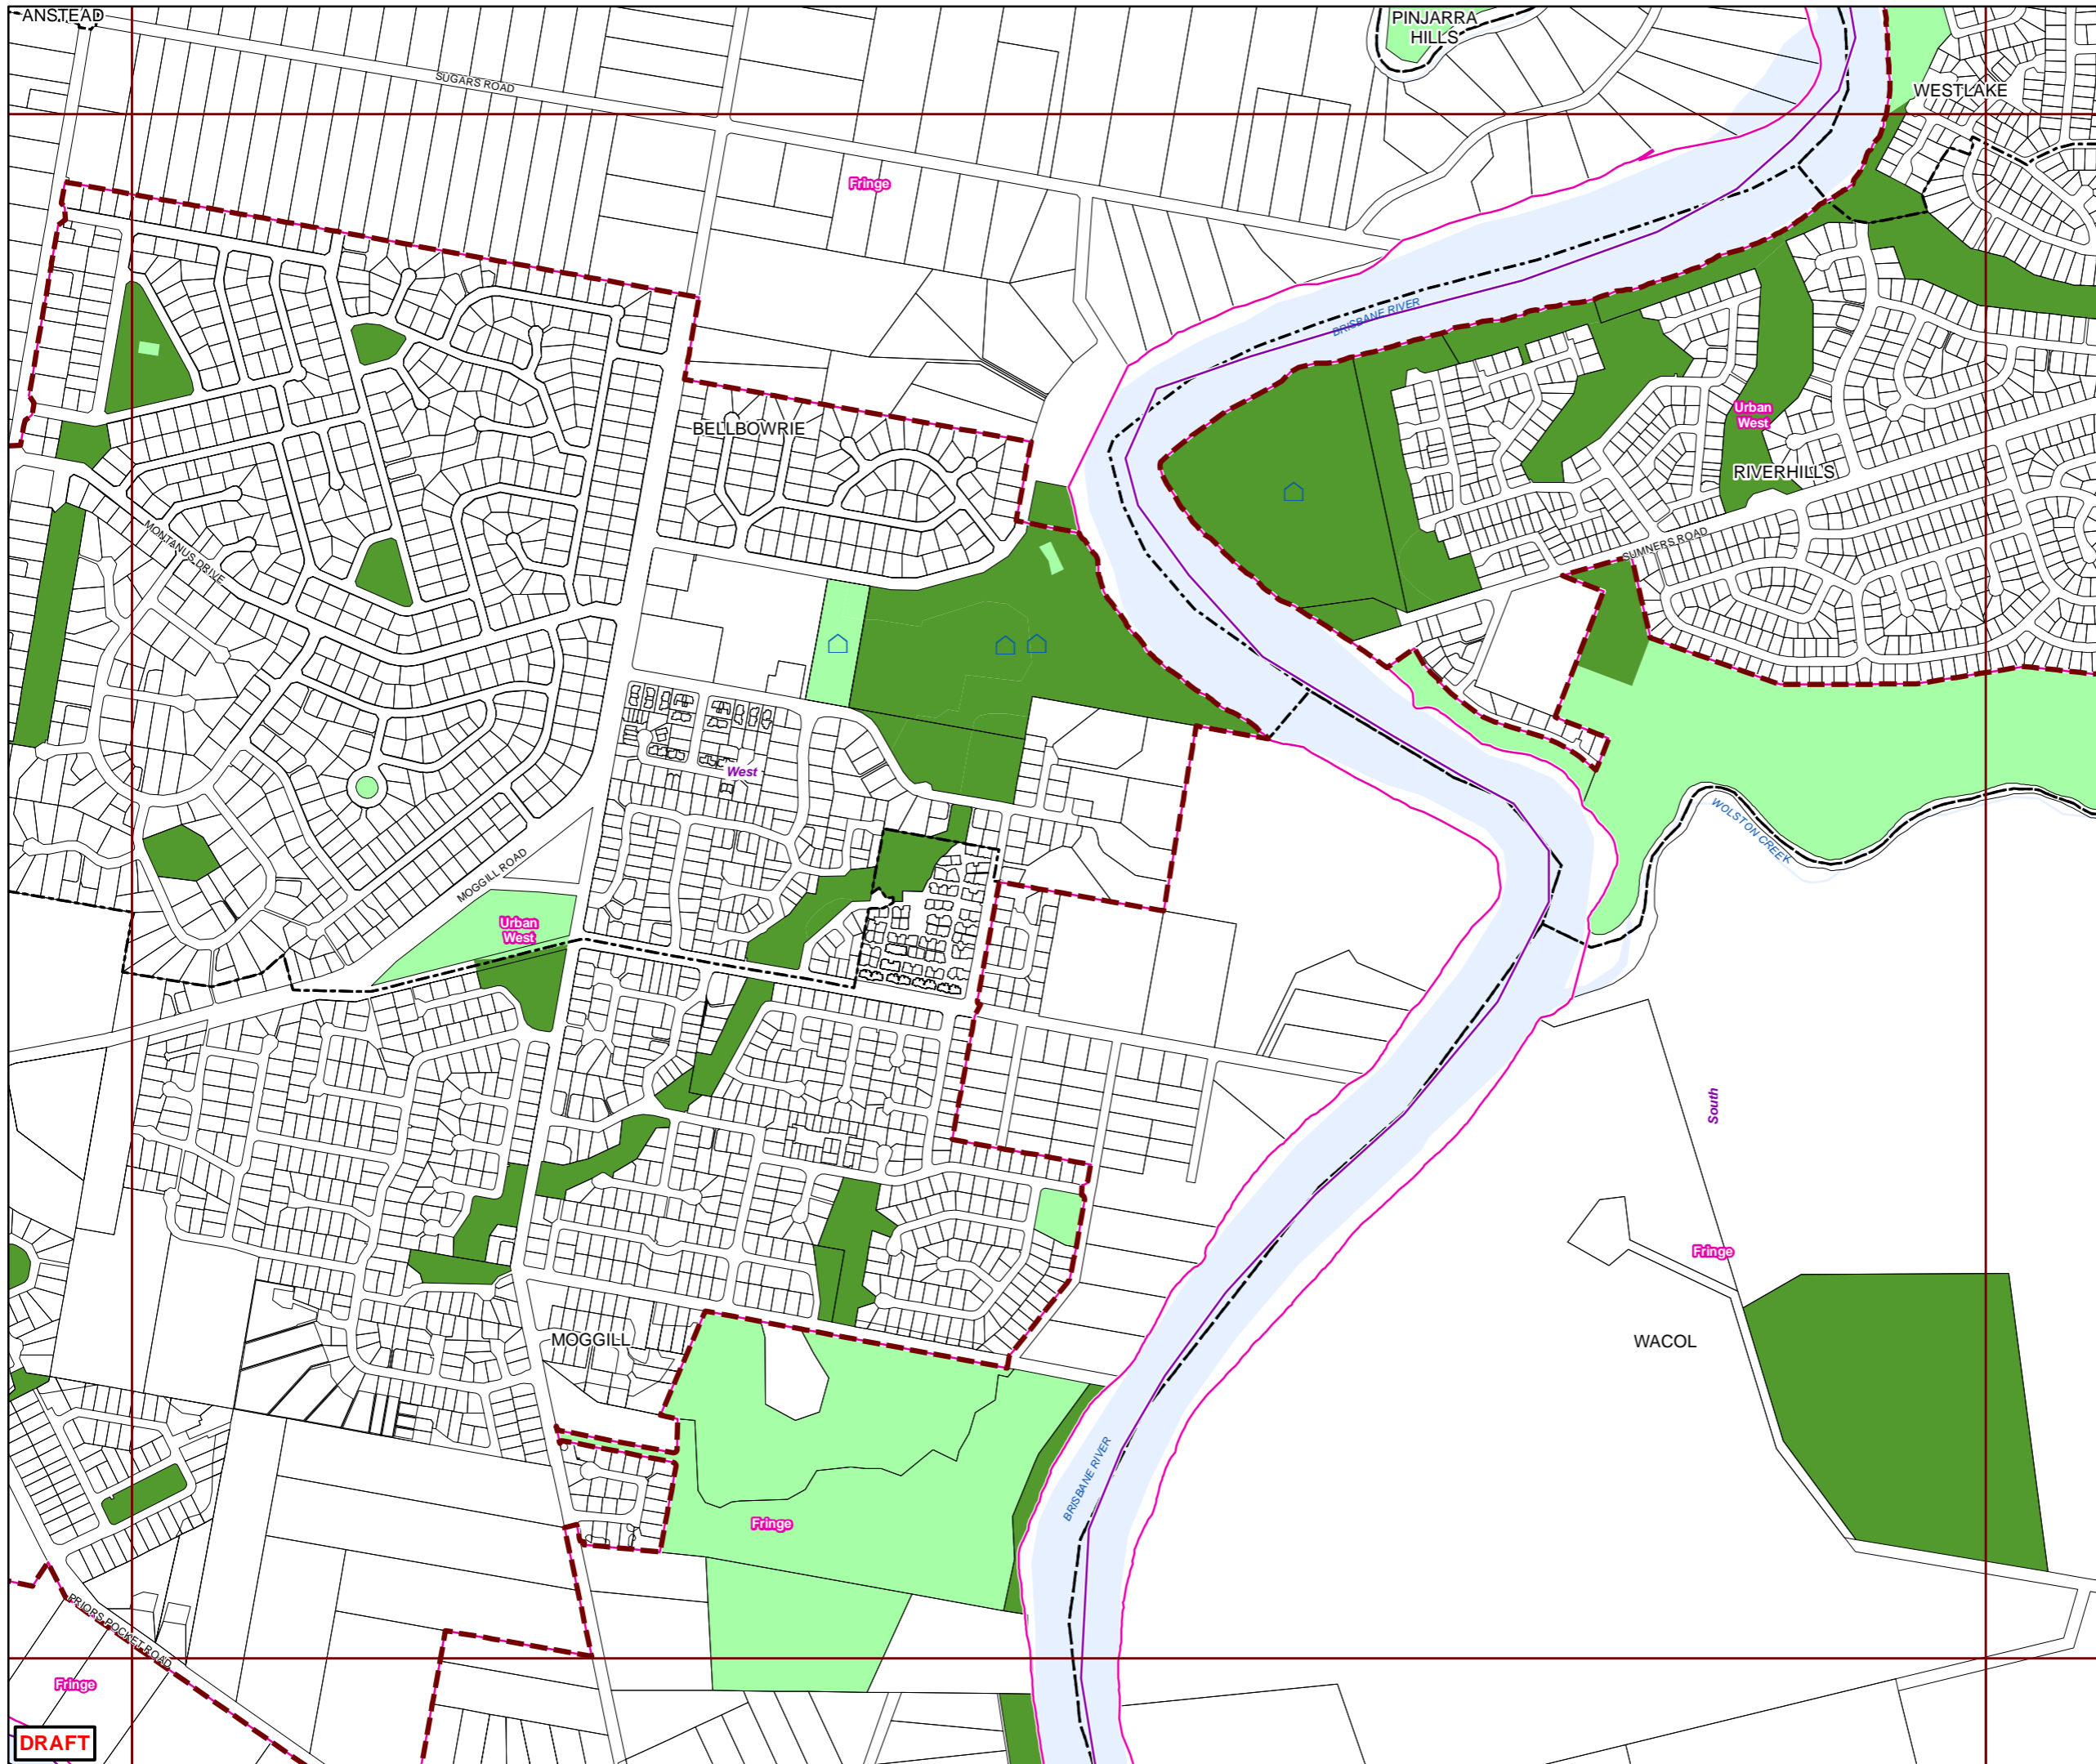 ANSTEAD
PINJARRA
HILLS
SUGARS ROAD
WESTLAKE
Fringe
BRISBANE RIVER
Urban
West
BELLBOWRIE
RIVERHILLS
MONTANUS DRIVE
SUMNERS ROAD
West
WOLSTON CREEK
MOGGILL ROAD
Urban
West
South
Fringe
MOGGILL
WACOL
BRISBANE RIVER
Fringe
PRIORS POCKET ROAD
Fringe
DRAFT